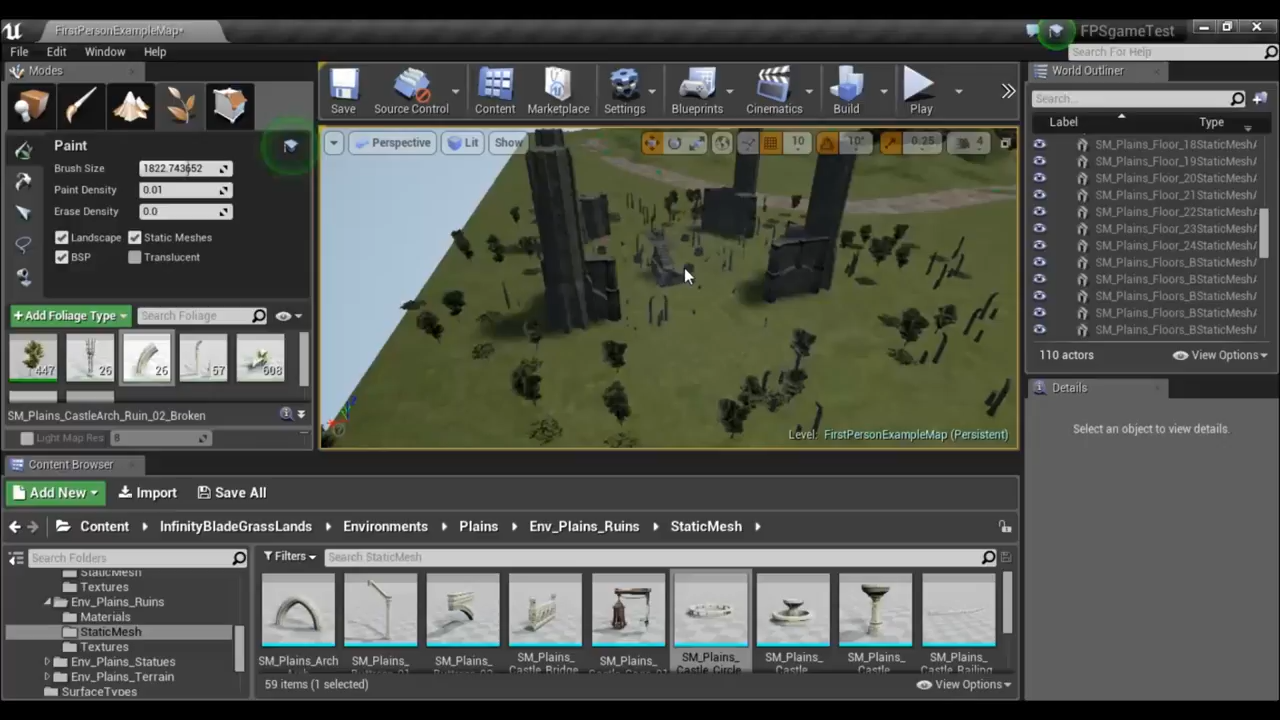 FirstPersonExampleMap*
FPSgameTest
File Edit Window Help
Search For Help
Modes
Save Source Control Content Marketplace Settings Blueprints Cinematics Build Play
World Outliner
Search...
Label Type
Paint
Brush Size 1822.743652
Paint Density 0.01
Erase Density 0.0
Landscape Static Meshes
BSP Translucent
+Add Foliage Type Search Foliage
447 26 26 57 608
SM_Plains_CastleArch_Ruin_02_Broken
Light Map Res 8
Perspective Lit Show 10 10° 0.25 4
Level: FirstPersonExampleMap (Persistent)
SM_Plains_Floor_18StaticMesh/
SM_Plains_Floor_19StaticMesh/
SM_Plains_Floor_20StaticMesh/
SM_Plains_Floor_21StaticMesh/
SM_Plains_Floor_22StaticMesh/
SM_Plains_Floor_23StaticMesh/
SM_Plains_Floor_24StaticMesh/
SM_Plains_Floors_BStaticMesh/
SM_Plains_Floors_BStaticMesh/
SM_Plains_Floors_BStaticMesh/
SM_Plains_Floors_BStaticMesh/
SM_Plains_Floors_BStaticMesh/
110 actors View Options
Details
Select an object to view details.
Content Browser
Add New Import Save All
Content InfinityBladeGrassLands Environments Plains Env_Plains_Ruins StaticMesh
Search Folders
Filters Search StaticMesh
StaticMesh
Textures
Env_Plains_Ruins
Materials
StaticMesh
Textures
Env_Plains_Statues
Env_Plains_Terrain
SurfaceTypes
SM_Plains_Arch SM_Plains_ SM_Plains_ SM_Plains_ SM_Plains_ SM_Plains_ SM_Plains_ SM_Plains_ SM_Plains_
Castle_Bridge Castle_Circle Castle_ Castle_ Castle_Railing
59 items (1 selected) View Options